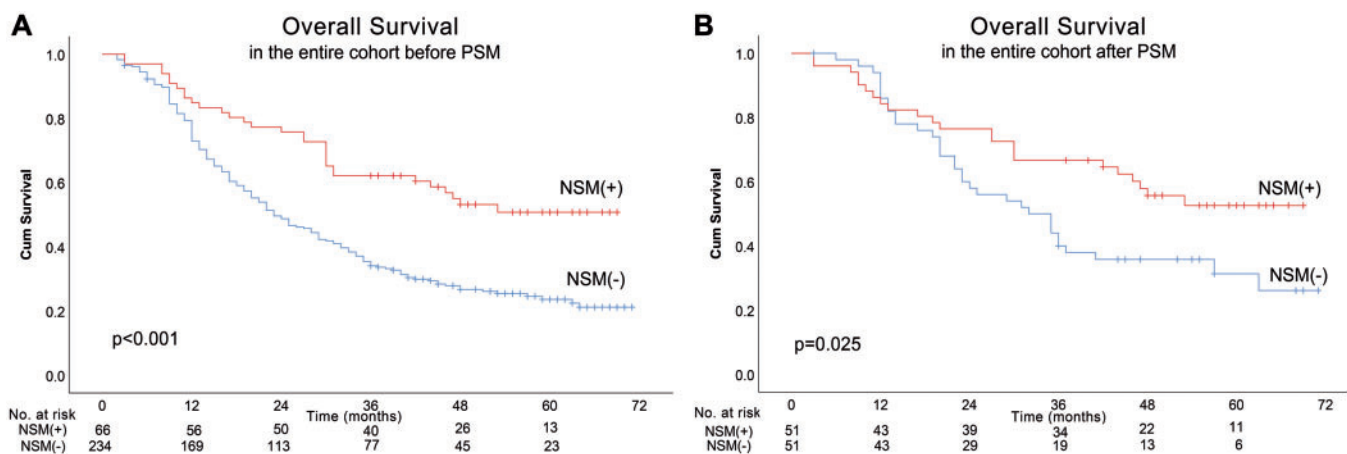 A
Overall Survival
in the entire cohort before PSM
1.0
0.8
0.6
0.4
0.2
0.0
Cum Survival
NSM(+)
NSM(-)
p<0.001
0 12 24 36 48 60 72
No. at risk
Time (months)
NSM(+) 66 56 50 40 26 13
NSM(-) 234 169 113 77 45 23
B
Overall Survival
in the entire cohort after PSM
1.0
0.8
0.6
0.4
0.2
0.0
Cum Survival
NSM(+)
NSM(-)
p=0.025
0 12 24 36 48 60 72
No. at risk
Time (months)
NSM(+) 51 43 39 34 22 11
NSM(-) 51 43 29 19 13 6